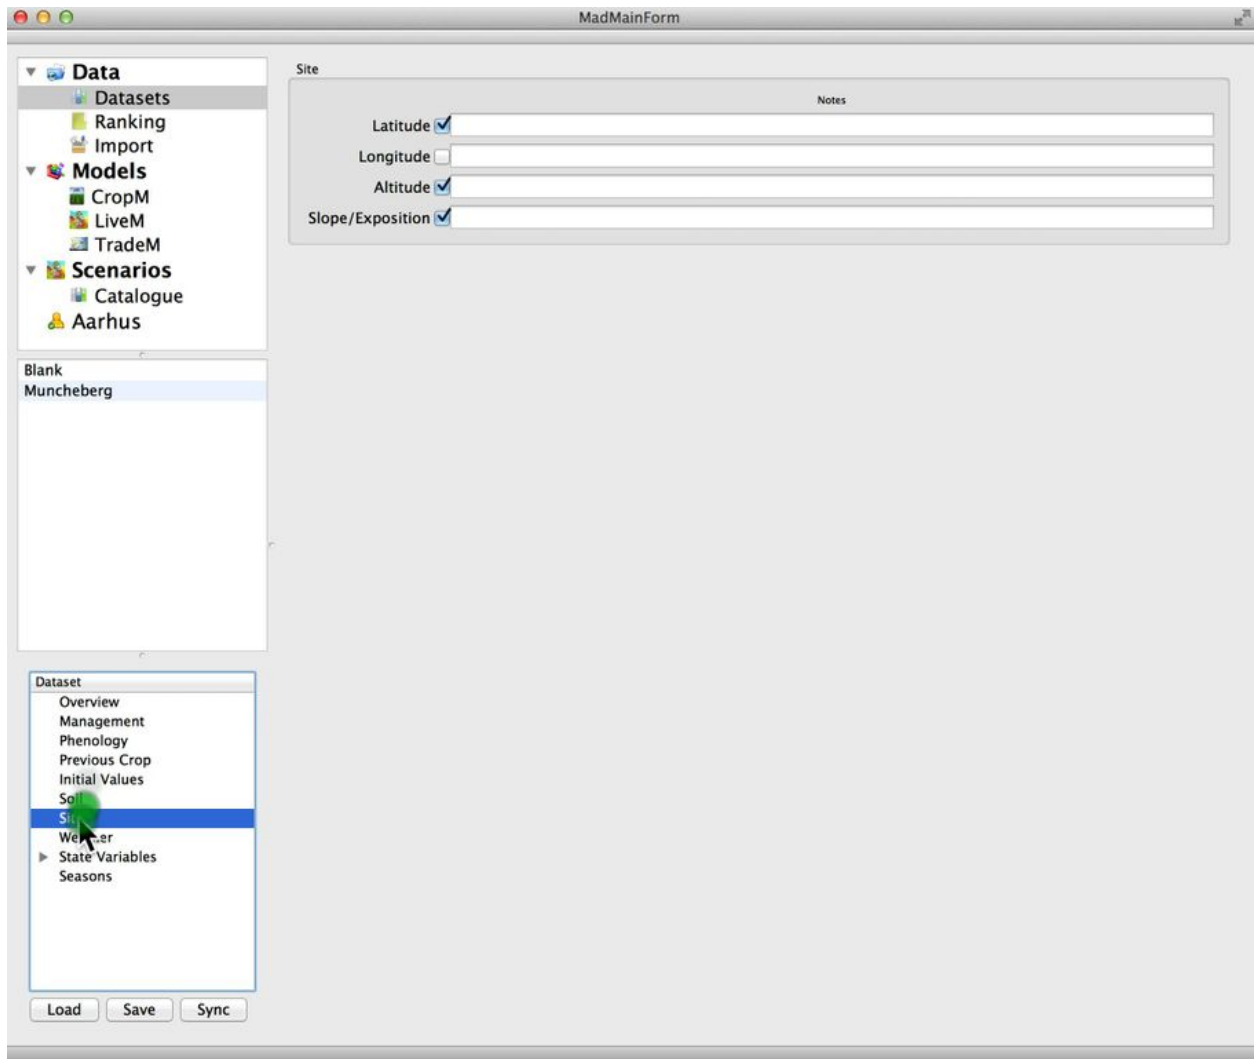 MadMainForm
Data
Datasets
Ranking
Import
Models
CropM
LiveM
TradeM
Scenarios
Catalogue
Aarhus
Blank
Muncheberg
Dataset
Overview
Management
Phenology
Previous Crop
Initial Values
State Variables
Seasons
Load Save Sync
Site
Notes
Latitude
Longitude
Altitude
Slope/Exposition